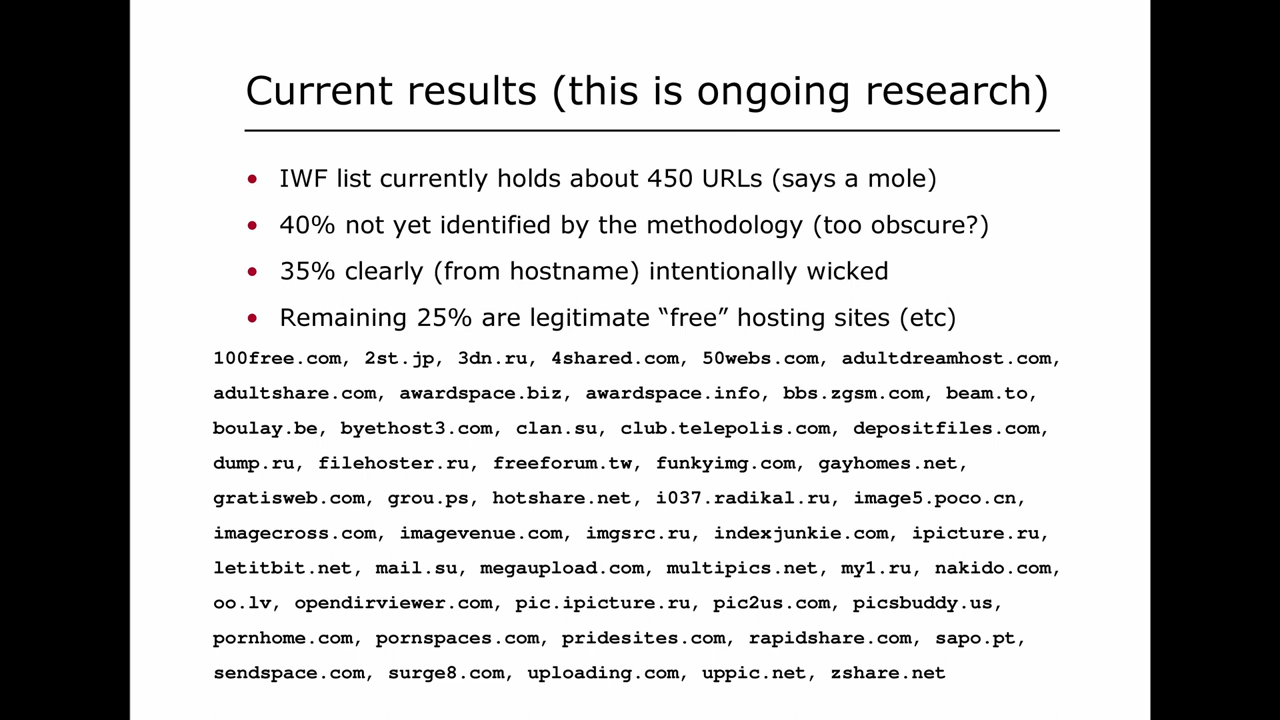 Current results (this is ongoing research)
• IWF list currently holds about 450 URLs (says a mole)
• 40% not yet identified by the methodology (too obscure?)
• 35% clearly (from hostname) intentionally wicked
• Remaining 25% are legitimate “free” hosting sites (etc)
100free.com, 2st.jp, 3dn.ru, 4shared.com, 50webs.com, adultdreamhost.com,
adultshare.com, awardspace.biz, awardspace.info, bbs.zgsm.com, beam.to,
boulay.be, byethost3.com, clan.su, club.telepolis.com, depositfiles.com,
dump.ru, filehoster.ru, freeforum.tw, funkyimg.com, gayhomes.net,
gratisweb.com, grou.ps, hotshare.net, i037.radikal.ru, image5.poco.cn,
imagecross.com, imagevenue.com, imgsrc.ru, indexjunkie.com, ipicture.ru,
letitbit.net, mail.su, megaupload.com, multipics.net, my1.ru, nakido.com,
oo.lv, opendirviewer.com, pic.ipicture.ru, pic2us.com, picsbuddy.us,
pornhome.com, pornspaces.com, pridesites.com, rapidshare.com, sapo.pt,
sendspace.com, surge8.com, uploading.com, uppic.net, zshare.net